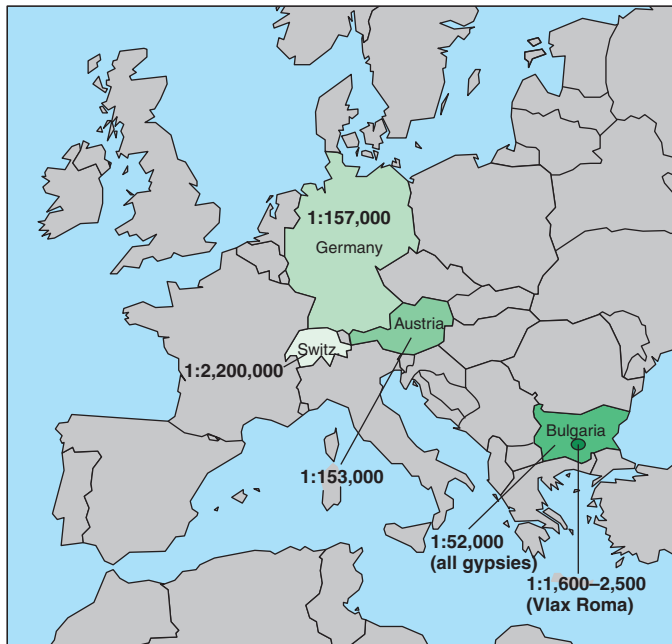 1:157,000
Germany
Austria
Switz.
1:2,200,000
Bulgaria
1:153,000
1:52,000
(all gypsies)
1:1,600–2,500
(Vlax Roma)